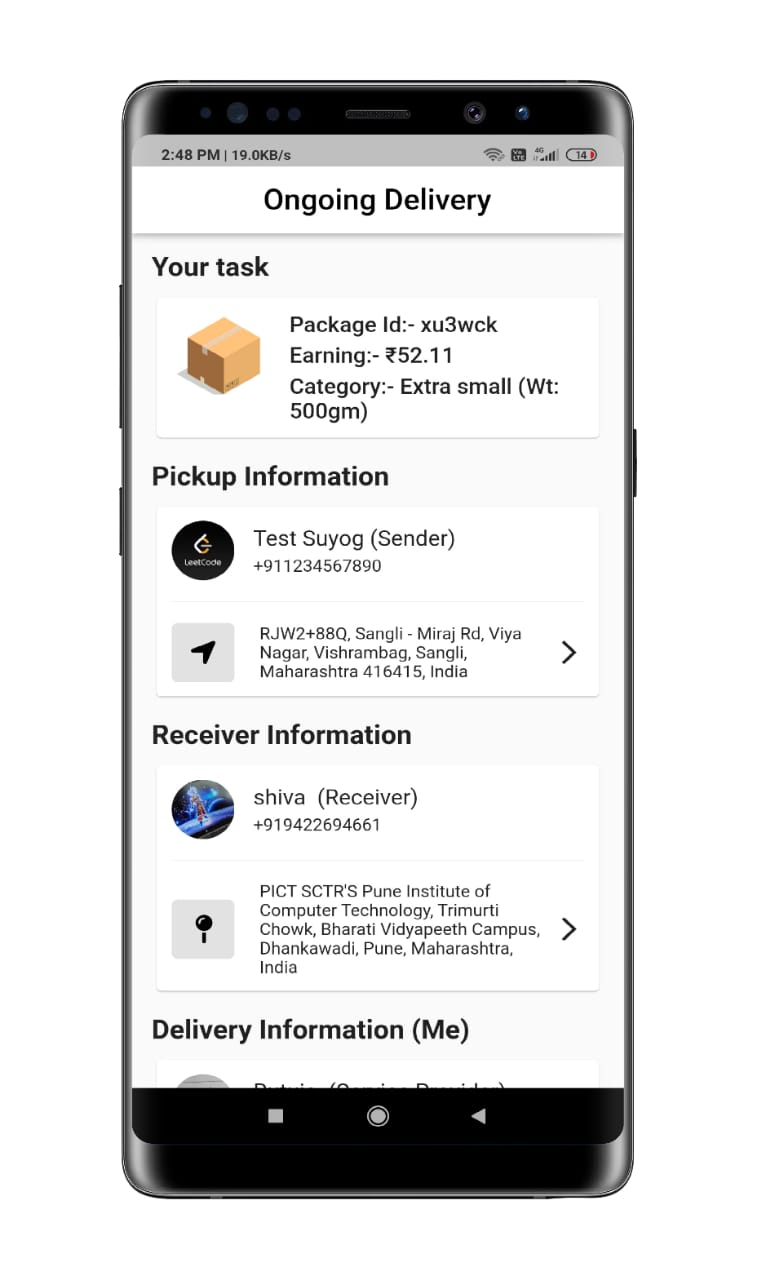 2:48 PM | 19.0KB/s
4G
14
Ongoing Delivery
Your task
Package Id:- xu3wck
Earning:- ₹52.11
Category:- Extra small (Wt:
500gm)
Pickup Information
LeetCode
Test Suyog (Sender)
+911234567890
RJW2+88Q, Sangli - Miraj Rd, Viya
Nagar, Vishrambag, Sangli,
Maharashtra 416415, India
Receiver Information
shiva (Receiver)
+919422694661
PICT SCTR'S Pune Institute of
Computer Technology, Trimurti
Chowk, Bharati Vidyapeeth Campus,
Dhankawadi, Pune, Maharashtra,
India
Delivery Information (Me)
(Service Provider)